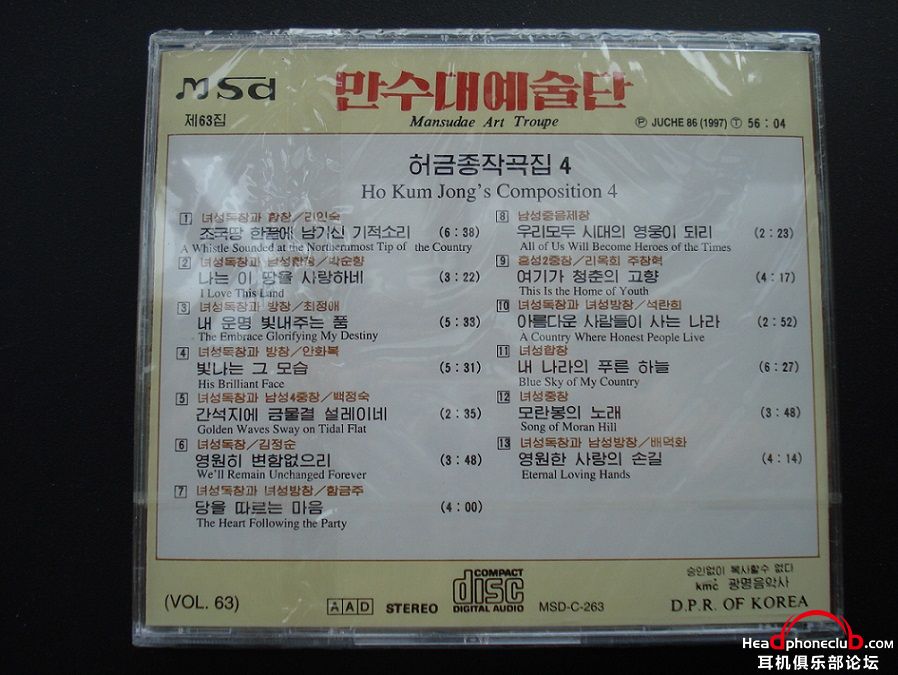 msd
만수대예술단
Mansudae Art Troupe
제63집
Ⓟ JUCHE 86 (1997) Ⓣ 56 : 04
허금종작곡집 4
Ho Kum Jong's Composition 4
1 녀성독창과 합창/리인숙
조국땅 한끝에 남기신 기적소리 (6 : 38)
A Whistle Sounded at the Northernmost Tip of the Country
2 녀성독창과 남성합창/박순향
나는 이 땅을 사랑하네 (3 : 22)
I Love This Land
3 녀성독창과 방창/최정애
내 운명 빛내주는 품 (5 : 33)
The Embrace Glorifying My Destiny
4 녀성독창과 방창/안화복
빛나는 그 모습 (5 : 31)
His Brilliant Face
5 녀성독창과 남성4중창/백정숙
간석지에 금물결 설레이네 (2 : 35)
Golden Waves Sway on Tidal Flat
6 녀성독창/김정순
영원히 변함없으리 (3 : 48)
We'll Remain Unchanged Forever
7 녀성독창과 녀성방창/함금주
당을 따르는 마음 (4 : 00)
The Heart Following the Party
8 남성중음제창
우리모두 시대의 영웅이 되리 (2 : 23)
All of Us Will Become Heroes of the Times
9 혼성2중창/리옥희 주창혁
여기가 청춘의 고향 (4 : 17)
This is the Home of Youth
10 녀성독창과 녀성방창/석란희
아름다운 사람들이 사는 나라 (2 : 52)
A Country Where Honest People Live
11 녀성합창
내 나라의 푸른 하늘 (6 : 27)
Blue Sky of My Country
12 녀성중창
모란봉의 노래 (3 : 48)
Song of Moran Hill
13 녀성독창과 남성방창/배덕화
영원한 사랑의 손길 (4 : 14)
Eternal Loving Hands
(VOL. 63)
AAD STEREO
COMPACT
disc
DIGITAL AUDIO
MSD-C-263
승인없이 복사할수 없다
kmc 광명음악사
D.P.R. OF KOREA
Headphoneclub.com
耳机俱乐部论坛